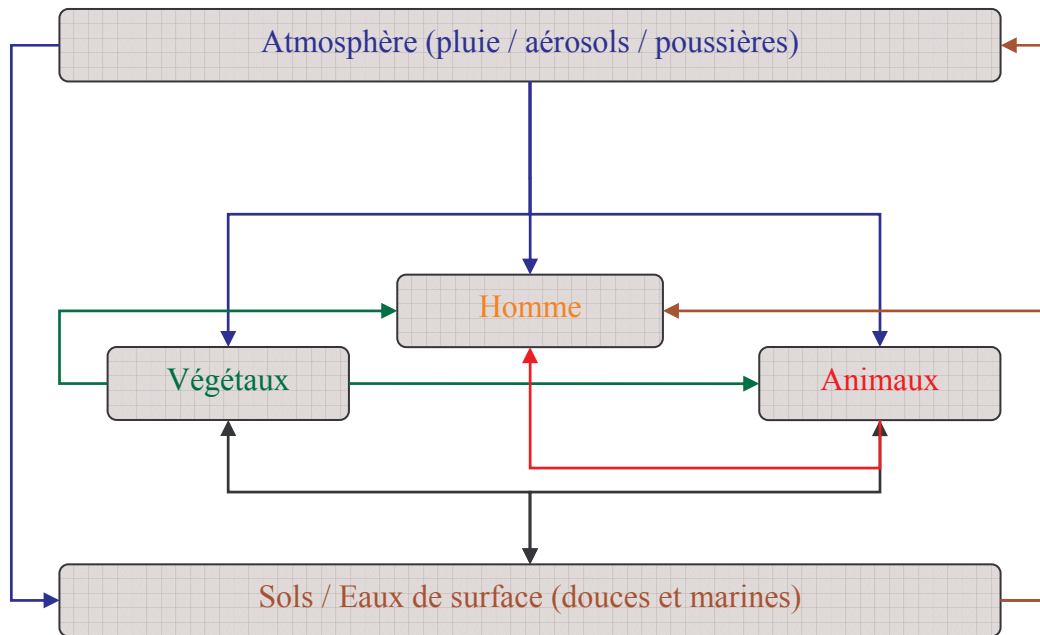 Atmosphère (pluie / aérosols / poussières)
Homme
Végétaux
Animaux
Sols / Eaux de surface (douces et marines)